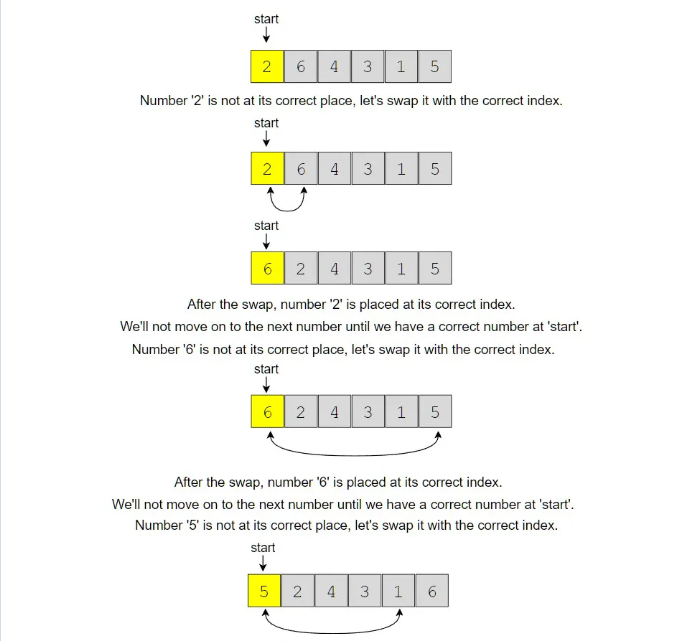 start
2 6 4 3 1 5
Number '2' is not at its correct place, let's swap it with the correct index.
start
2 6 4 3 1 5
start
6 2 4 3 1 5
After the swap, number '2' is placed at its correct index.
We'll not move on to the next number until we have a correct number at 'start'.
Number '6' is not at its correct place, let's swap it with the correct index.
start
6 2 4 3 1 5
After the swap, number '6' is placed at its correct index.
We'll not move on to the next number until we have a correct number at 'start'.
Number '5' is not at its correct place, let's swap it with the correct index.
start
5 2 4 3 1 6